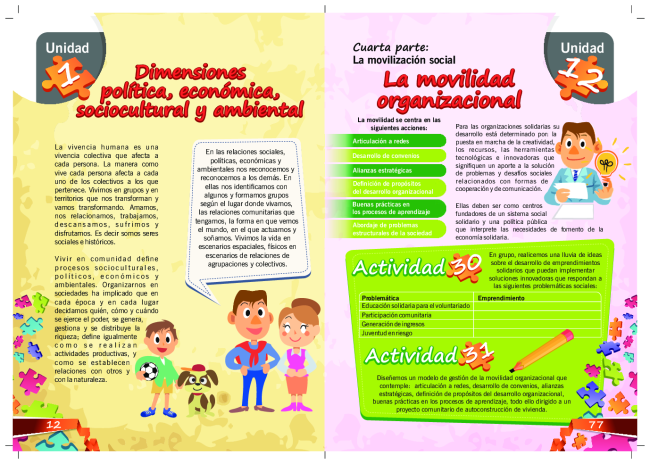 Unidad
1
Dimensiones
política, económica,
sociocultural y ambiental
La vivencia humana es una
vivencia colectiva que afecta a
cada persona. La manera como
vive cada persona afecta a cada
uno de los colectivos a los que
pertenece. Vivimos en grupos y en
territorios que nos transforman y
vamos transformando. Amamos,
nos relacionamos, trabajamos,
descansamos, sufrimos y
disfrutamos. Es decir somos seres
sociales e históricos.
Vivir en comunidad define
procesos socioculturales,
políticos, económicos y
ambientales. Organizarnos en
sociedades ha implicado que en
cada época y en cada lugar
decidamos quién, cómo y cuándo
se ejerce el poder, se genera,
gestiona y se distribuye la
riqueza; define igualmente
como se realizan
actividades productivas, y
como se establecen
relaciones con otros y
con la naturaleza.
En las relaciones sociales,
políticas, económicas y
ambientales nos reconocemos y
reconocemos a los demás. En
ellas nos identificamos con
algunos y formamos grupos
según el lugar donde vivamos,
las relaciones comunitarias que
tengamos, la forma en que vemos
el mundo, en el que actuamos y
soñamos. Vivimos la vida en
escenarios espaciales, físicos en
escenarios de relaciones de
agrupaciones y colectivos.
12
Cuarta parte:
La movilización social
Unidad
12
La movilidad
organizacional
La movilidad se centra en las
siguientes acciones:
Articulación a redes
Desarrollo de convenios
Alianzas estratégicas
Definición de propósitos
del desarrollo organizacional
Buenas prácticas en
los procesos de aprendizaje
Abordaje de problemas
estructurales de la sociedad
Para las organizaciones solidarias su
desarrollo está determinado por la
puesta en marcha de la creatividad,
los recursos, las herramientas
tecnológicas e innovadoras que
signifiquen un aporte a la solución
de problemas y desafíos sociales
relacionados con formas de
cooperación y de comunicación.
Ellas deben ser como centros
fundadores de un sistema social
solidario y una política pública
que interprete las necesidades de fomento de la
economía solidaria.
Actividad 30
En grupo, realicemos una lluvia de ideas
sobre el desarrollo de emprendimientos
solidarios que puedan implementar
soluciones innovadoras que respondan a
las siguientes problemáticas sociales:
Problemática Emprendimiento
Educación solidaria para el voluntariado
Participación comunitaria
Generación de ingresos
Juventud en riesgo
Actividad 31
Diseñemos un modelo de gestión de la movilidad organizacional que
contemple: articulación a redes, desarrollo de convenios, alianzas
estratégicas, definición de propósitos del desarrollo organizacional,
buenas prácticas en los procesos de aprendizaje, todo ello dirigido a un
proyecto comunitario de autoconstrucción de vivienda.
77